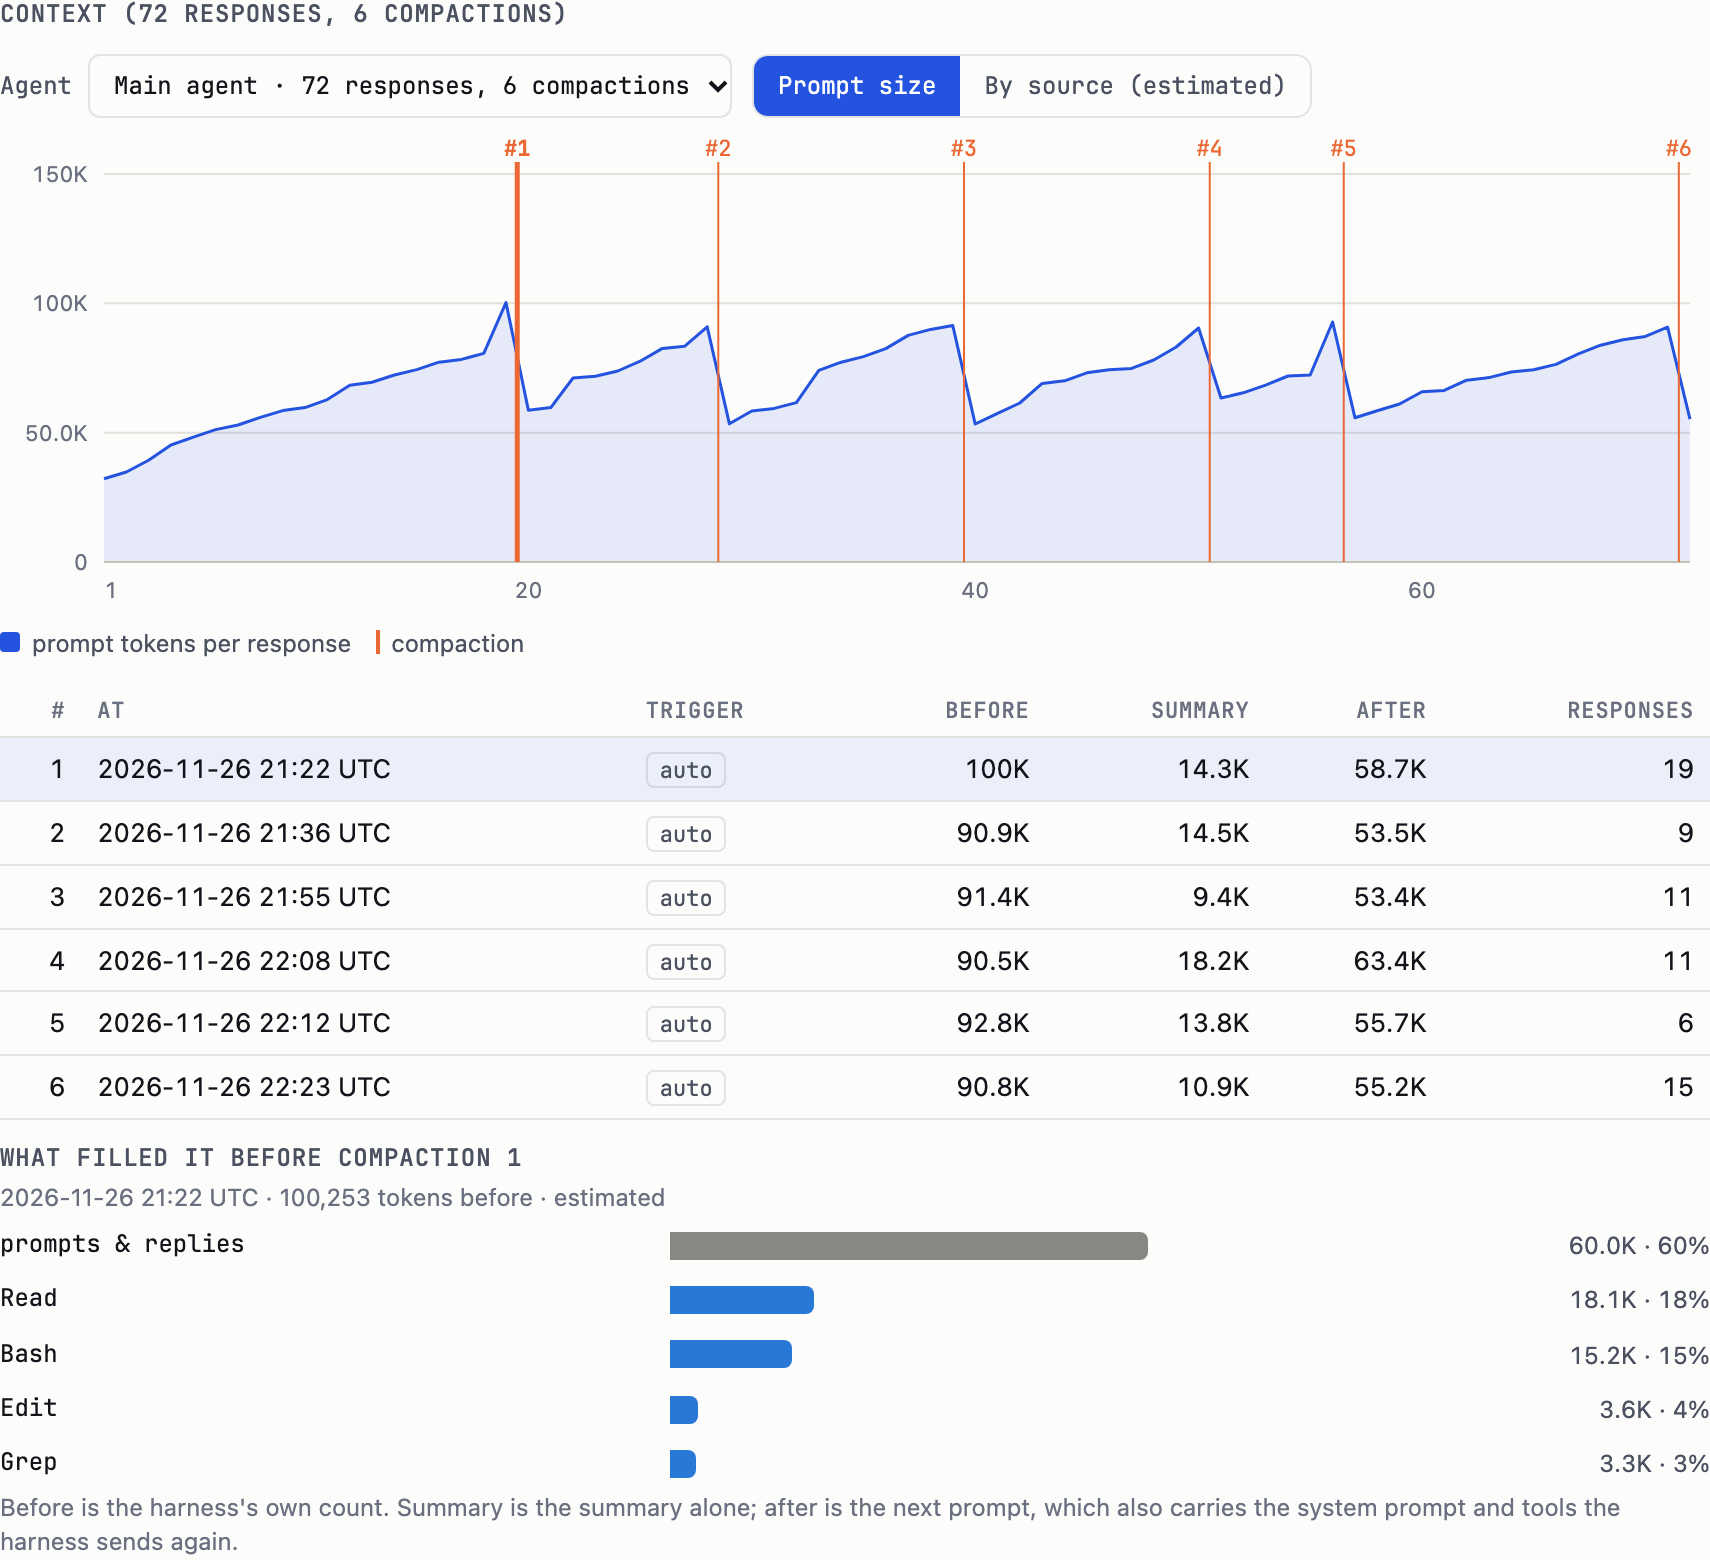 CONTEXT (72 RESPONSES, 6 COMPACTIONS)
Agent Main agent · 72 responses, 6 compactions Prompt size By source (estimated)
#1 #2 #3 #4 #5 #6
150K
100K
50.0K
0
1 20 40 60
prompt tokens per response compaction
# AT TRIGGER BEFORE SUMMARY AFTER RESPONSES
1 2026-11-26 21:22 UTC auto 100K 14.3K 58.7K 19
2 2026-11-26 21:36 UTC auto 90.9K 14.5K 53.5K 9
3 2026-11-26 21:55 UTC auto 91.4K 9.4K 53.4K 11
4 2026-11-26 22:08 UTC auto 90.5K 18.2K 63.4K 11
5 2026-11-26 22:12 UTC auto 92.8K 13.8K 55.7K 6
6 2026-11-26 22:23 UTC auto 90.8K 10.9K 55.2K 15
WHAT FILLED IT BEFORE COMPACTION 1
2026-11-26 21:22 UTC · 100,253 tokens before · estimated
prompts & replies 60.0K · 60%
Read 18.1K · 18%
Bash 15.2K · 15%
Edit 3.6K · 4%
Grep 3.3K · 3%
Before is the harness's own count. Summary is the summary alone; after is the next prompt, which also carries the system prompt and tools the
harness sends again.